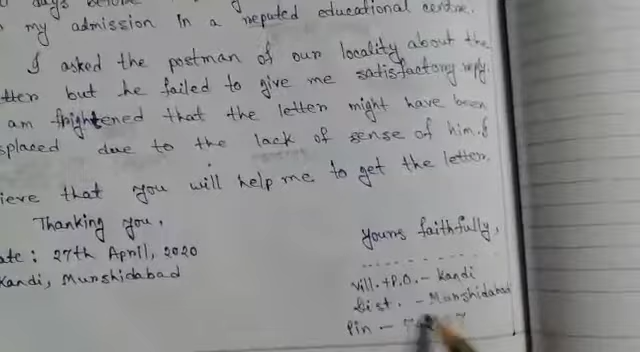 days before
my admission in a reputed educational centre.
I asked the postman of our locality about the
tter but he failed to give me satisfactory reply.
am frightened that the letter might have been
splaced due to the lack of sense of him. I
ieve that you will help me to get the letter.
Thanking you.
ate : 27th April, 2020
Kandi, Murshidabad
Yours faithfully,
Vill. + P.O. – Kandi
Dist. – Murshidabad
Pin –